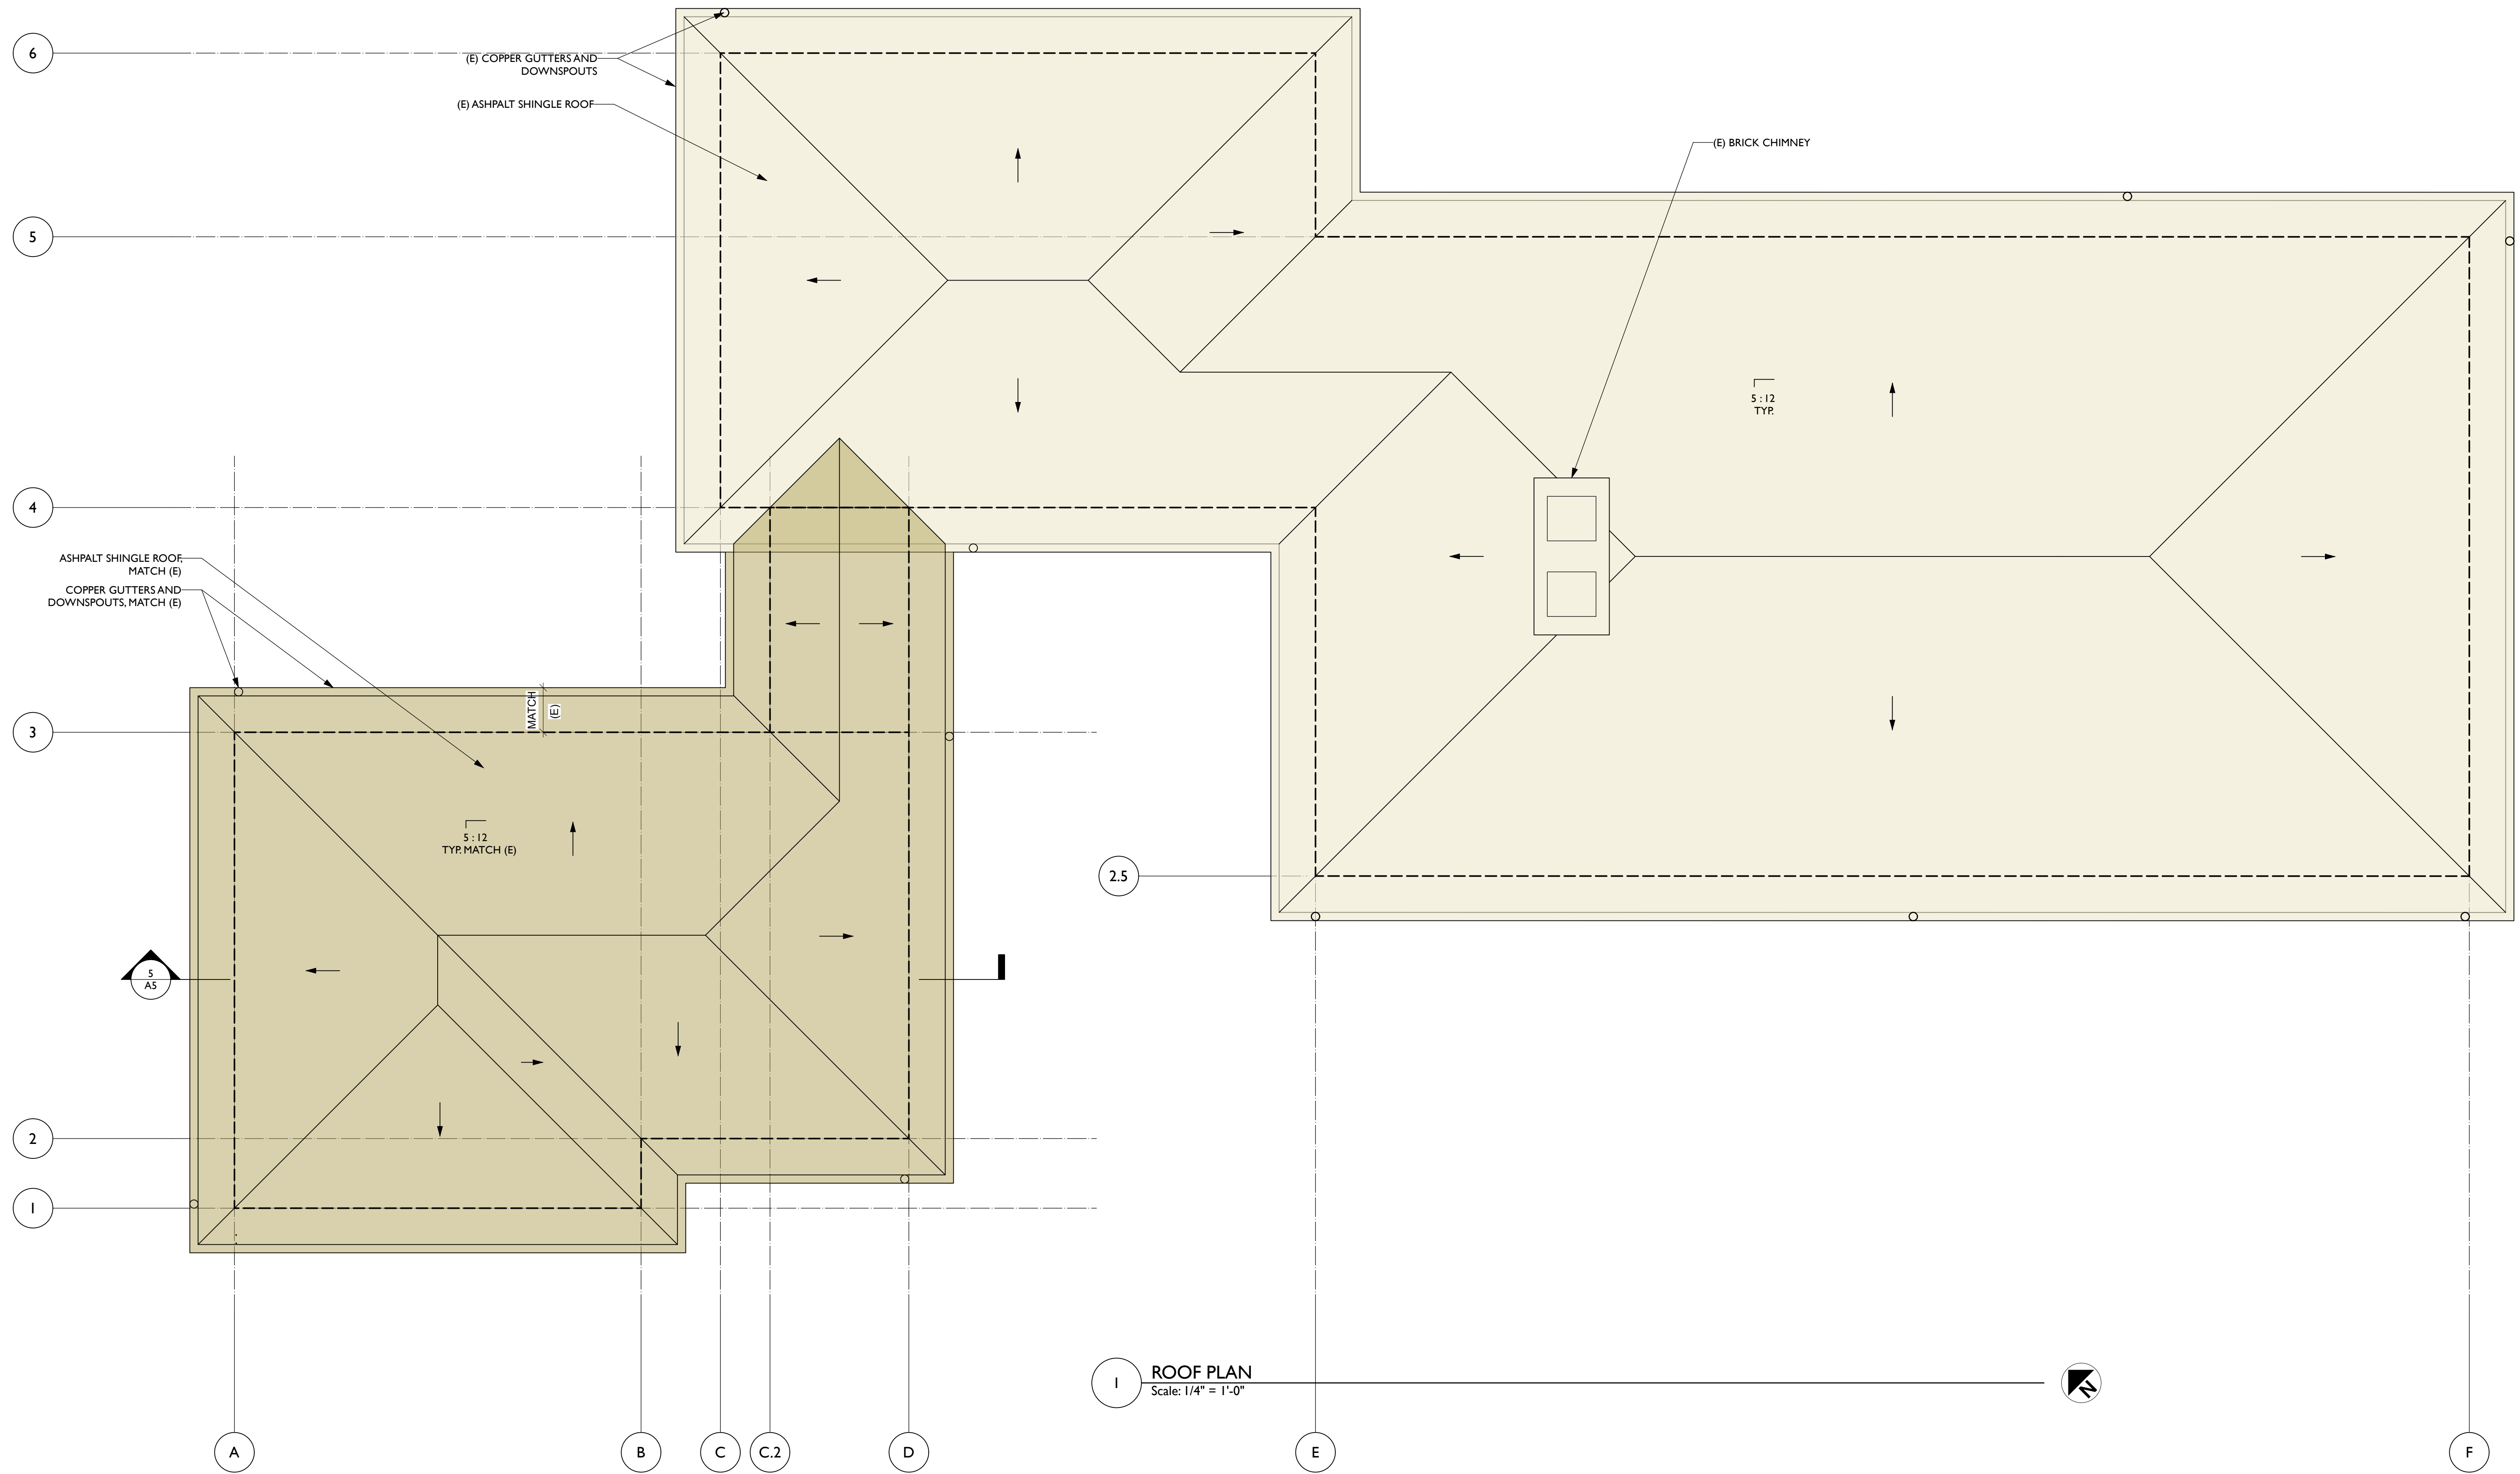 6
(E) COPPER GUTTERS AND
DOWNSPOUTS
(E) ASHPALT SHINGLE ROOF
(E) BRICK CHIMNEY
5
5 : 12
TYP.
4
ASHPALT SHINGLE ROOF,
MATCH (E)
COPPER GUTTERS AND
DOWNSPOUTS, MATCH (E)
MATCH
(E)
3
5 : 12
TYP. MATCH (E)
2.5
5
A5
2
1
1
ROOF PLAN
Scale: 1/4" = 1'-0"
N
A
B
C
C.2
D
E
F